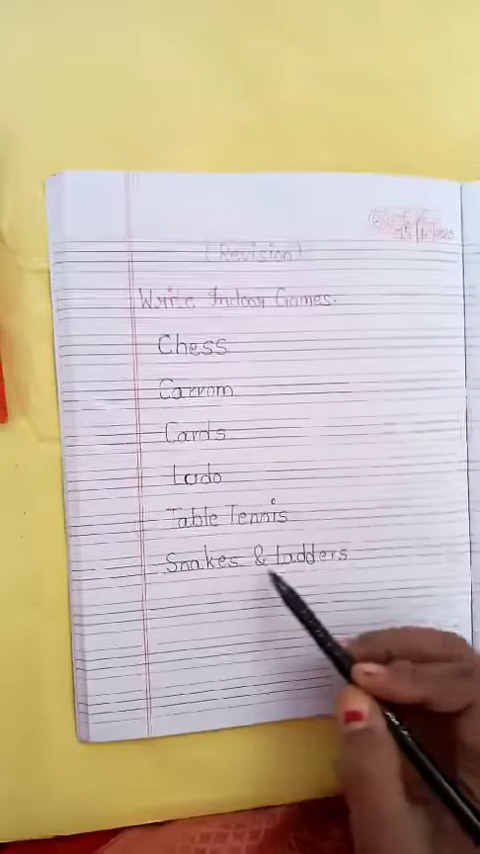 (Revision)
Write Indoor Games.
Chess
Carrom
Cards
Ludo
Table Tennis
Snakes & Ladders